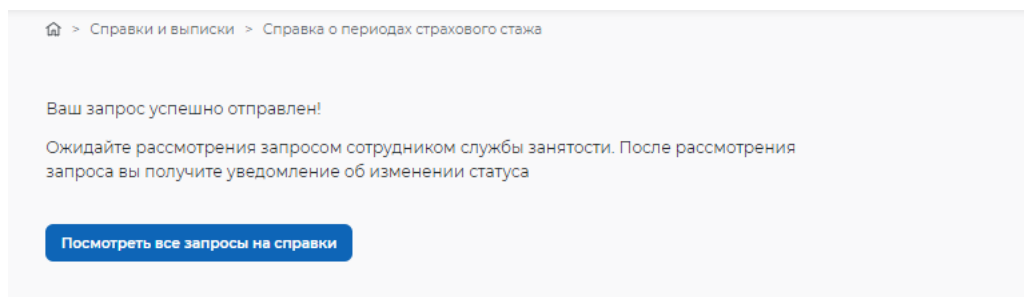 > Справки и выписки > Справка о периодах страхового стажа
Ваш запрос успешно отправлен!
Ожидайте рассмотрения запросом сотрудником службы занятости. После рассмотрения
запроса вы получите уведомление об изменении статуса
Посмотреть все запросы на справки